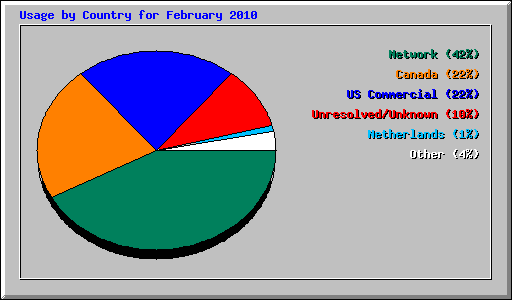 Usage by Country for February 2010
Network (42%)
Canada (22%)
US Commercial (22%)
Unresolved/Unknown (10%)
Netherlands (1%)
Other (4%)